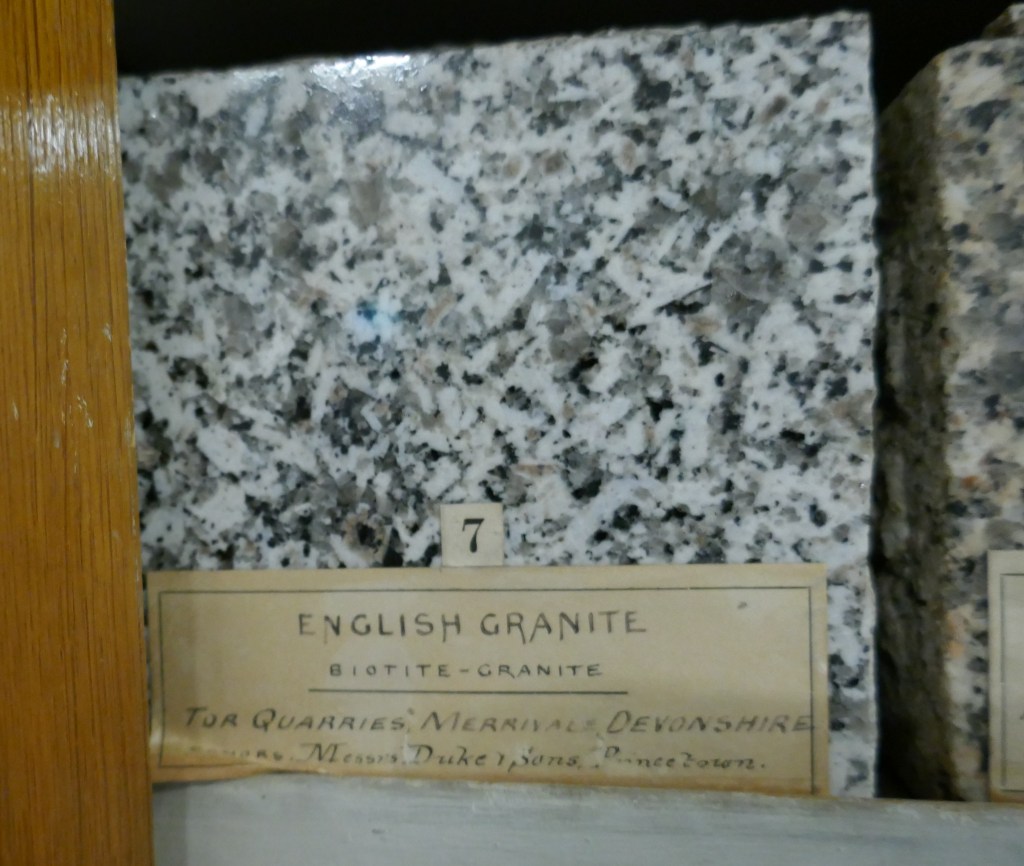 7
ENGLISH GRANITE
BIOTITE-GRANITE
TOR QUARRIES, MERRIVALE DEVONSHIRE
Messrs. Duke & Sons, Princetown.